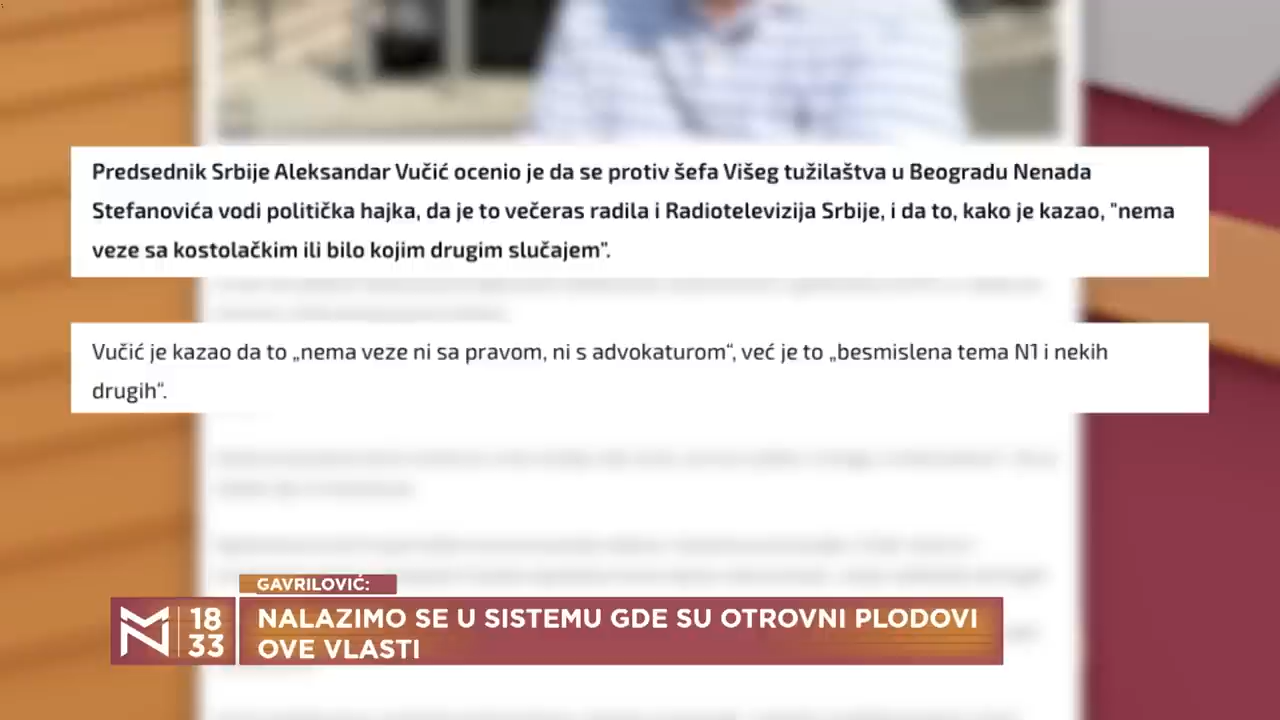 Predsednik Srbije Aleksandar Vučić ocenio je da se protiv šefa Višeg tužilaštva u Beogradu Nenada
Stefanovića vodi politička hajka, da je to večeras radila i Radiotelevizija Srbije, i da to, kako je kazao, "nema
veze sa kostolačkim ili bilo kojim drugim slučajem".
Vučić je kazao da to „nema veze ni sa pravom, ni s advokaturom“, već je to „besmislena tema N1 i nekih
drugih“.
GAVRILOVIĆ:
18
33
NALAZIMO SE U SISTEMU GDE SU OTROVNI PLODOVI
OVE VLASTI